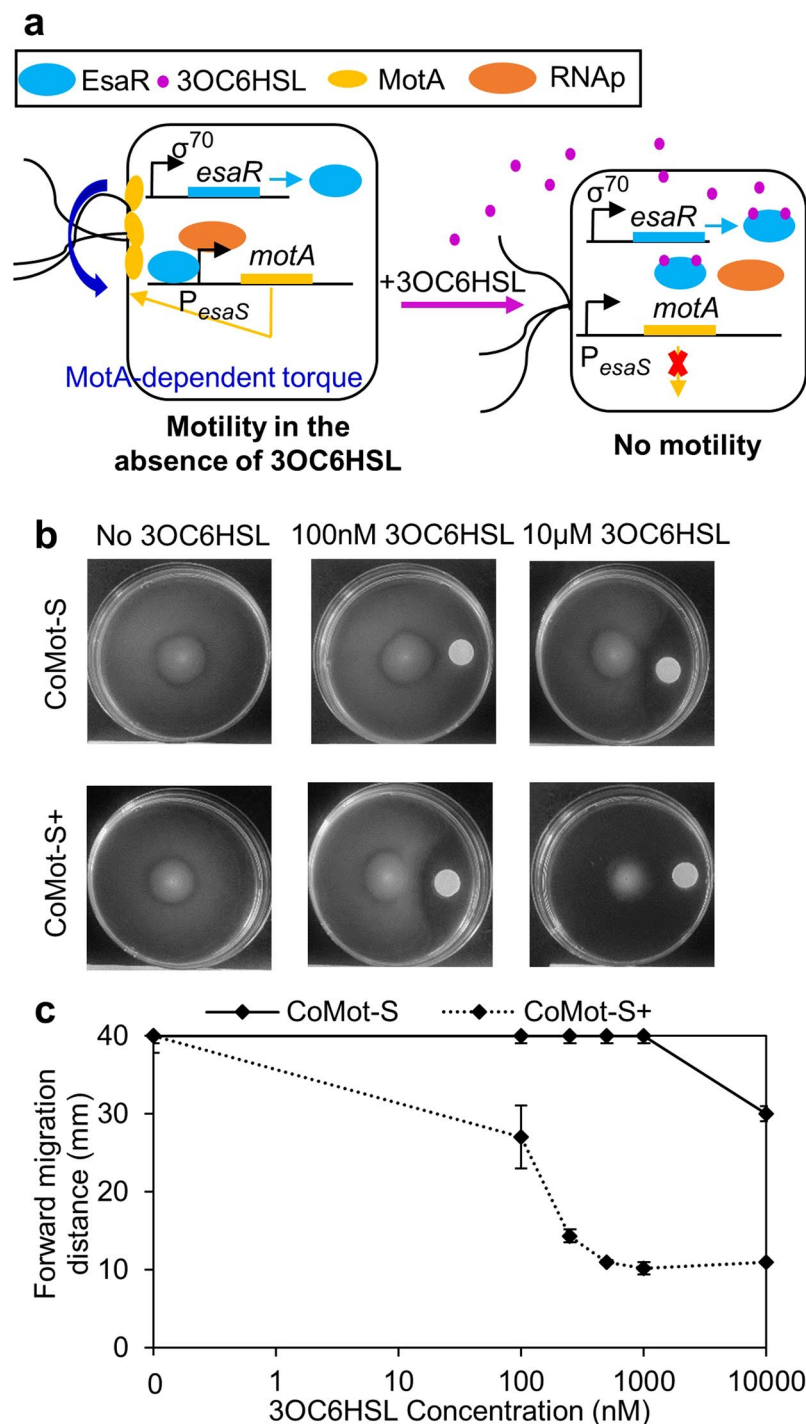 a
EsaR 3OC6HSL MotA RNAp
σ70
esaR
motA
PesaS
MotA-dependent torque
Motility in the
absence of 3OC6HSL
+3OC6HSL
σ70
esaR
motA
PesaS
No motility
b
No 3OC6HSL 100nM 3OC6HSL 10µM 3OC6HSL
CoMot-S
CoMot-S+
c
CoMot-S CoMot-S+
Forward migration
distance (mm)
40
30
20
10
0
0 1 10 100 1000 10000
3OC6HSL Concentration (nM)